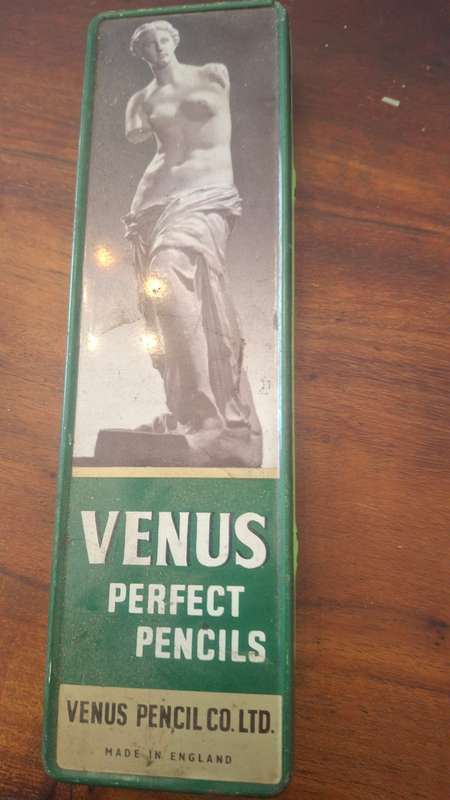 VENUS
PERFECT
PENCILS
VENUS PENCIL CO. LTD.
MADE IN ENGLAND